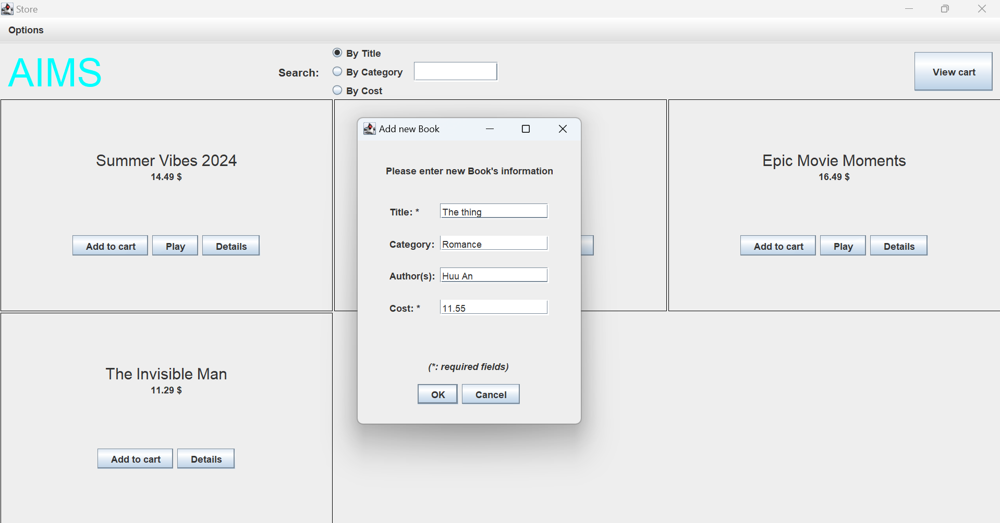 Store
Options
AIMS
Search:
By Title
By Category
By Cost
View cart
Summer Vibes 2024
14.49 $
Add to cart
Play
Details
Epic Movie Moments
16.49 $
Add to cart
Play
Details
The Invisible Man
11.29 $
Add to cart
Details
Add new Book
Please enter new Book's information
Title: * The thing
Category: Romance
Author(s): Huu An
Cost: * 11.55
(*: required fields)
OK
Cancel